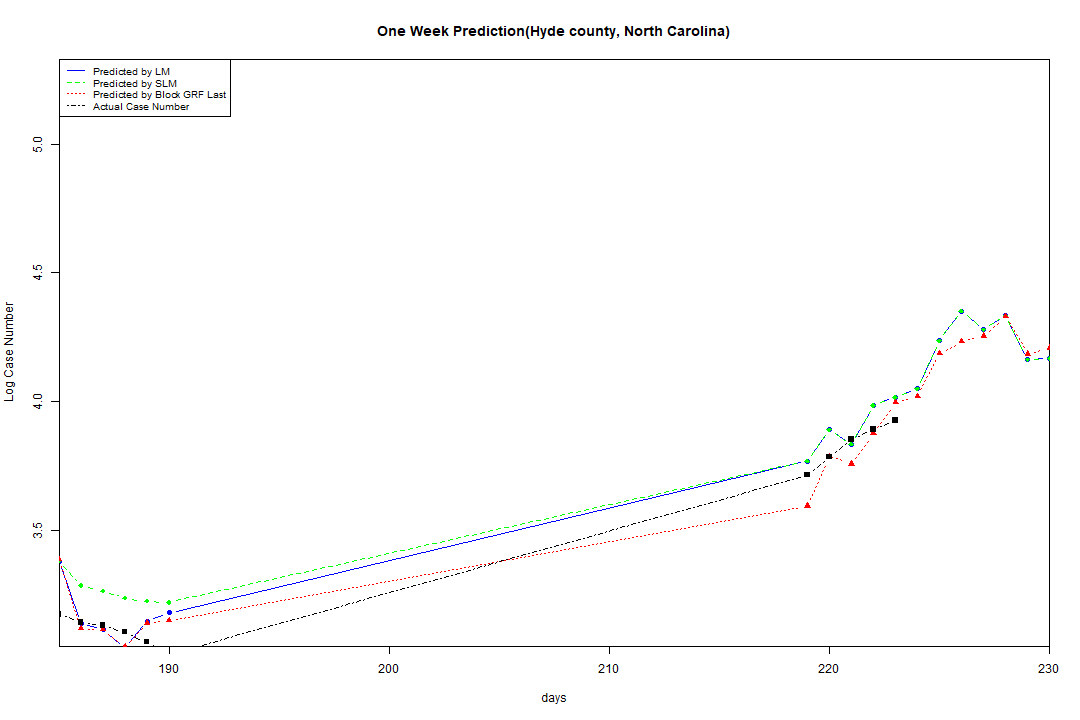 One Week Prediction(Hyde county, North Carolina)
Predicted by LM
Predicted by SLM
Predicted by Block GRF Last
Actual Case Number
5.0
4.5
4.0
3.5
Log Case Number
190 200 210 220 230
days